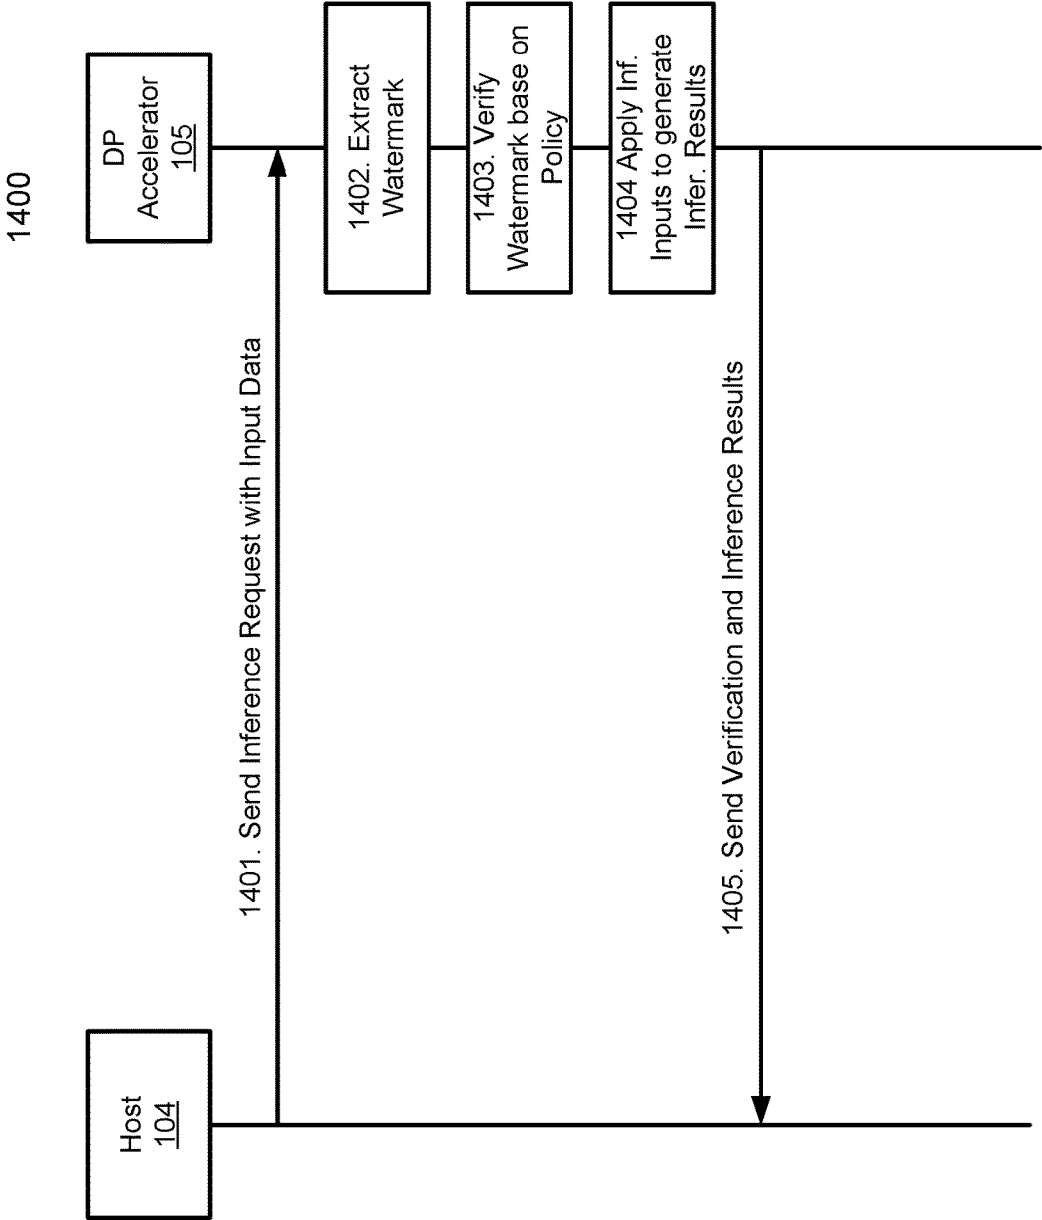 1400
Host
104
DP
Accelerator
105
1401. Send Inference Request with Input Data
1402. Extract
Watermark
1403. Verify
Watermark base on
Policy
1404 Apply Inf.
Inputs to generate
Infer. Results
1405. Send Verification and Inference Results